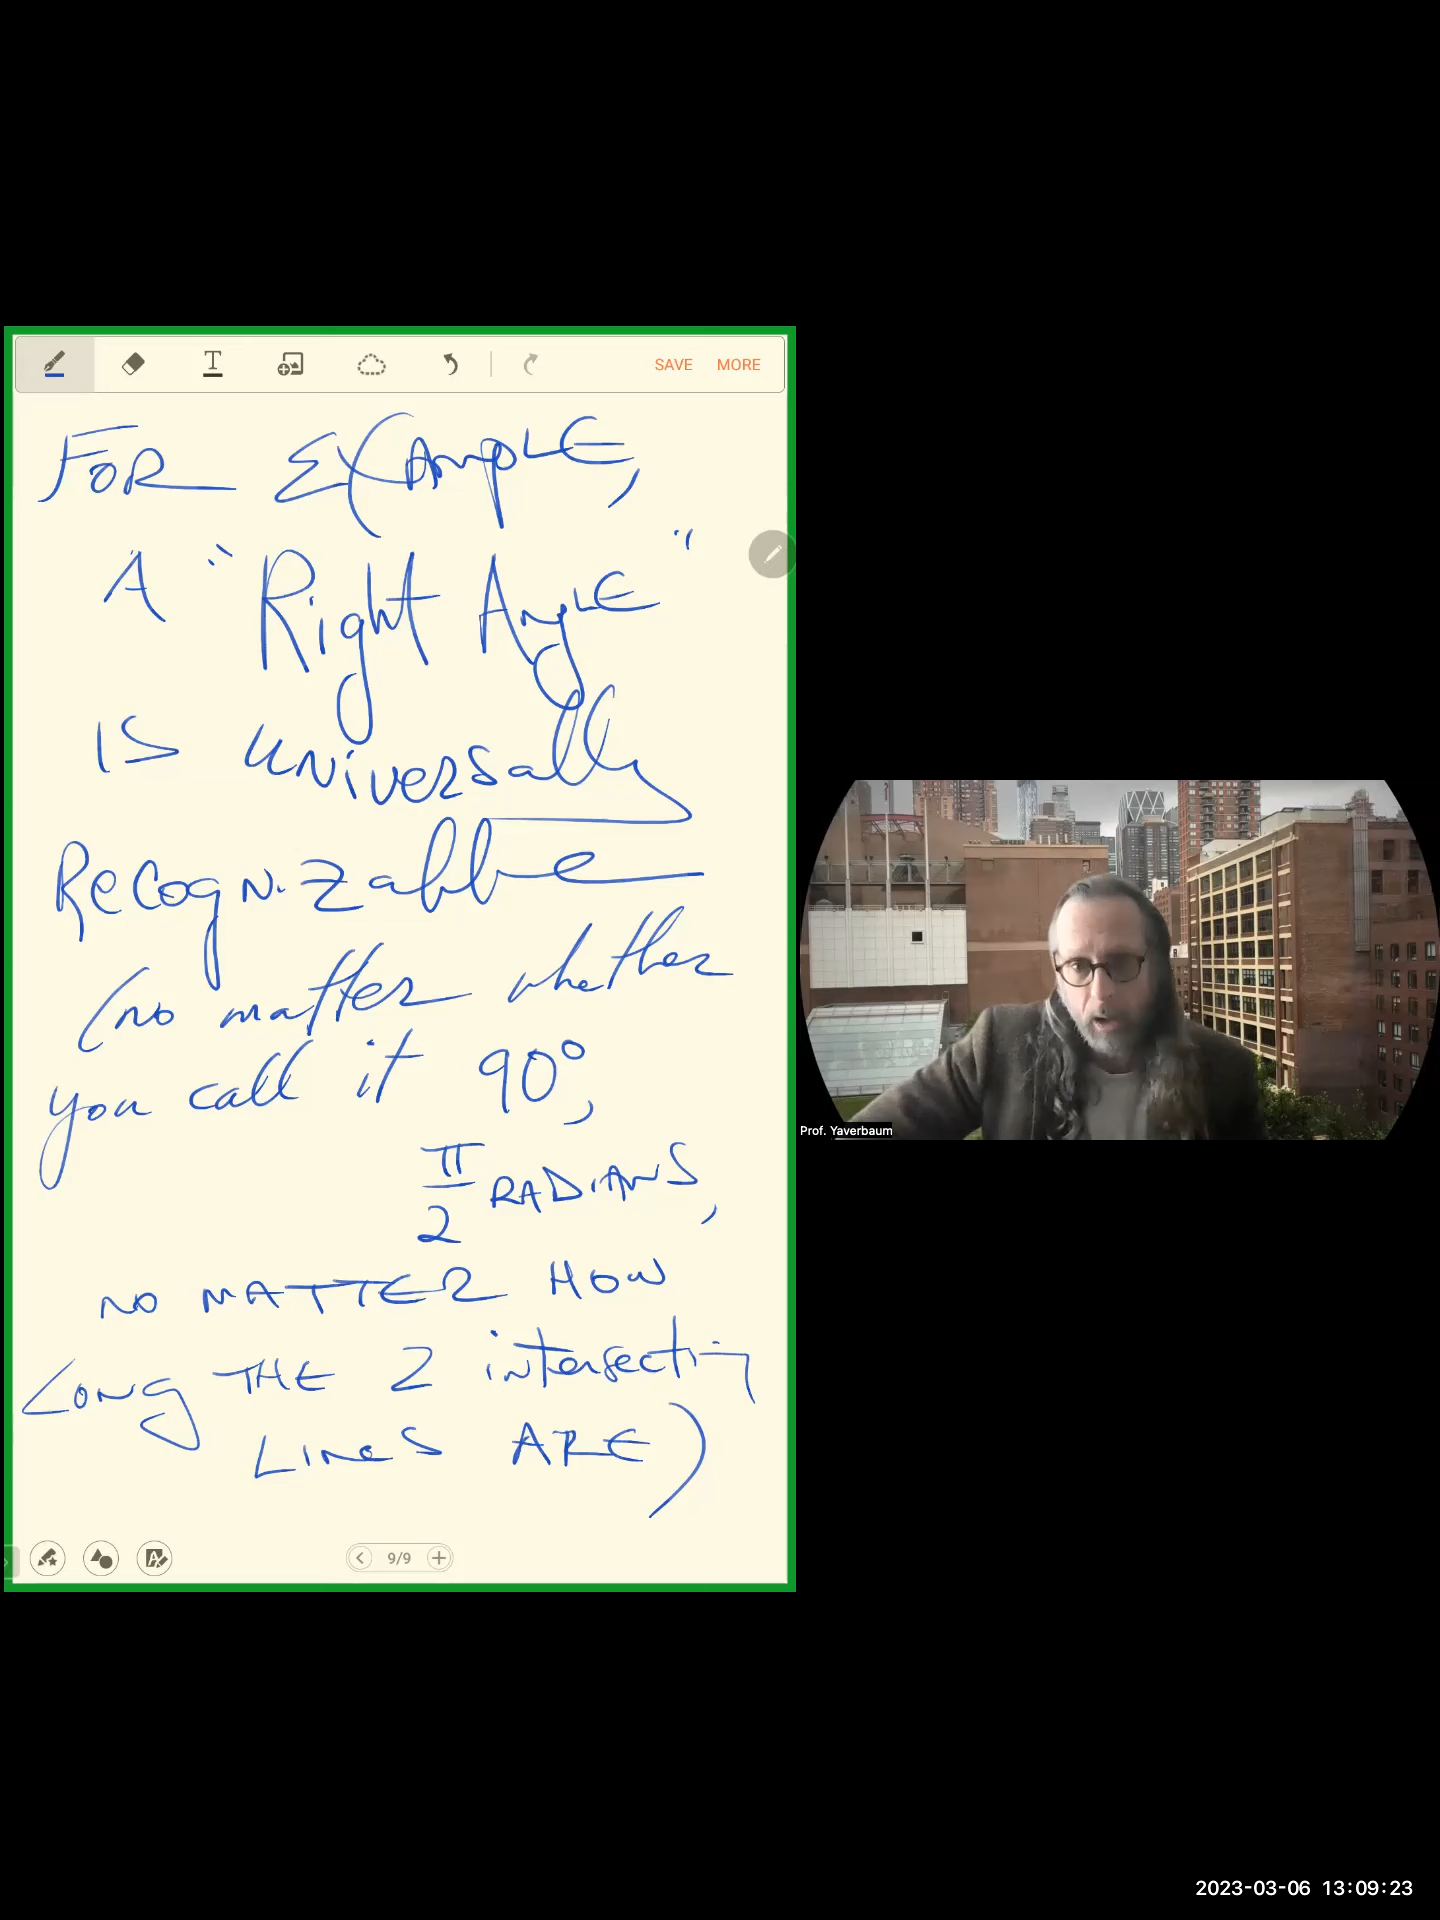 T SAVE MORE
FOR EXAMPLE,
A "Right AngLE"
IS universally
Recognizable
(no matter whether
you call it 90°,
π/2 RADIANS,
NO MATTER HOW
LONG THE 2 intersecting
LINES ARE)
9/9
Prof. Yaverbaum
2023-03-06 13:09:23